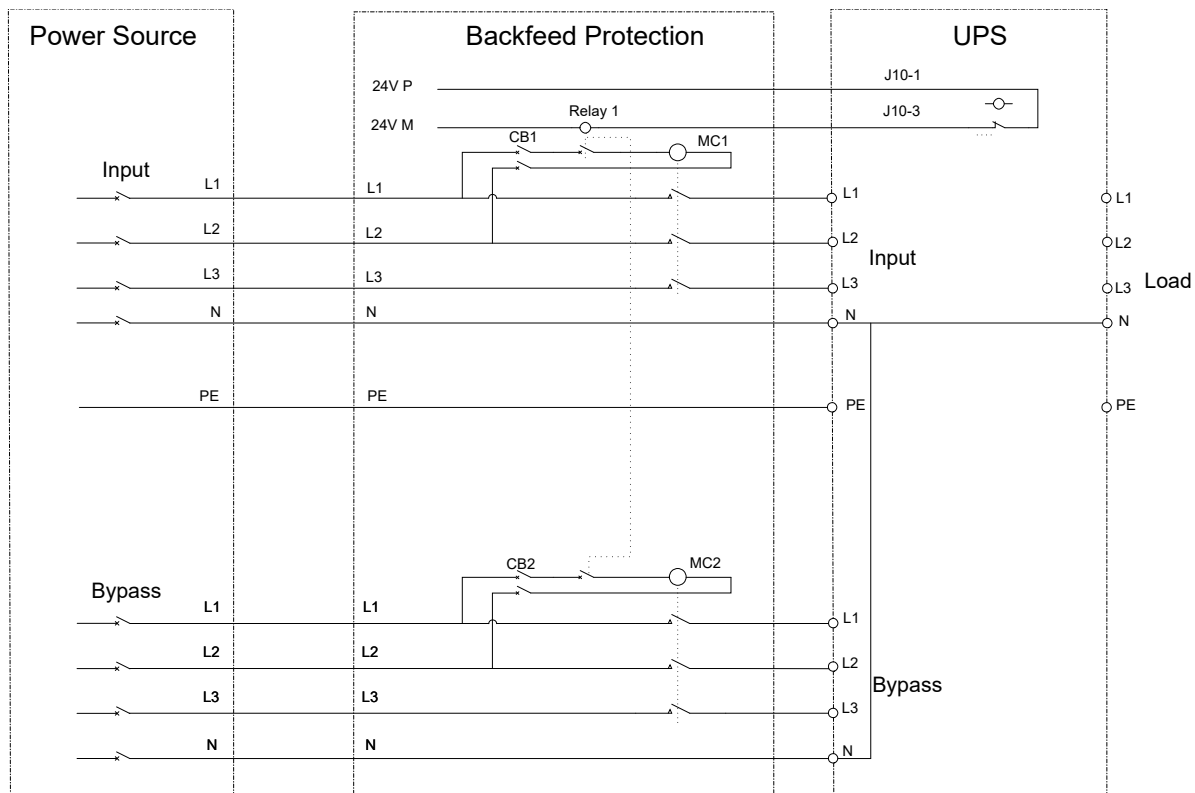 Power Source
Backfeed Protection
UPS
24V P
J10-1
24V M
Relay 1
J10-3
CB1
MC1
Input
L1
L1
L1
L1
L2
L2
L2
L2
Input
L3
L3
L3
L3
Load
N
N
N
N
PE
PE
PE
PE
CB2
MC2
Bypass
L1
L1
L1
L2
L2
L2
Bypass
L3
L3
L3
N
N
N